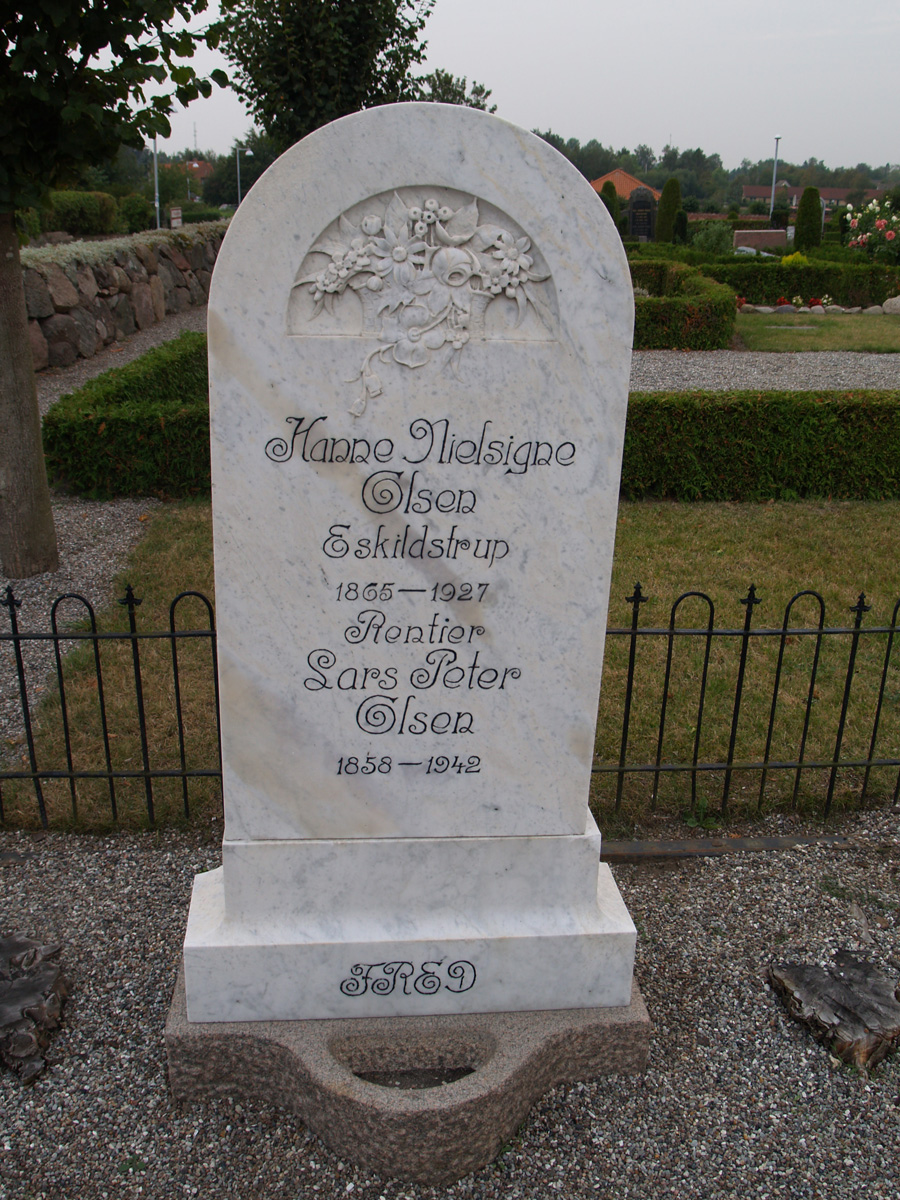 Hanne Nielsigne
Olsen
Eskildstrup
1865—1927
Rentier
Lars Peter
Olsen
1858—1942
FRED